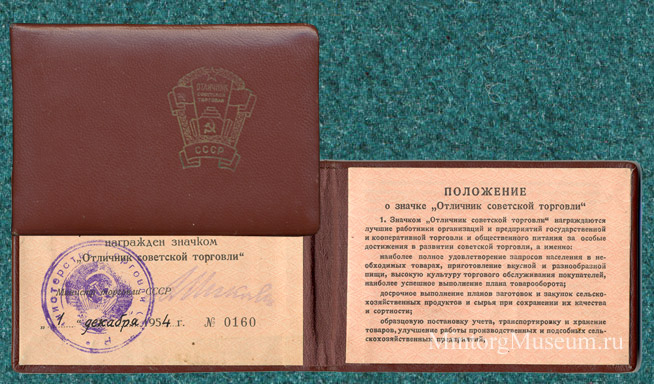 ОТЛИЧНИК
СОВЕТСКОЙ
ТОРГОВЛИ
СССР
награжден значком
"Отличник советской торговли"
Министр торговли СССР
" 1 " декабря 1954 г. № 0160
ПОЛОЖЕНИЕ
о значке „Отличник советской торговли"
1. Значком „Отличник советской торговли" награждаются
лучшие работники организаций и предприятий государственной
и кооперативной торговли и общественного питания за особые
достижения в развитии советской торговли, а именно:
наиболее полное удовлетворение запросов населения в не-
обходимых товарах, приготовление вкусной и разнообразной
пищи, высокую культуру торгового обслуживания покупателей,
наиболее успешное выполнение плана товарооборота;
досрочное выполнение планов заготовок и закупок сельско-
хозяйственных продуктов и сырья при сохранении их качества
и сортности;
образцовую постановку учета, транспортировку и хранение
товаров, улучшение работы производственных и подсобных сель-
скохозяйственных предприятий,
MintorgMuseum.ru